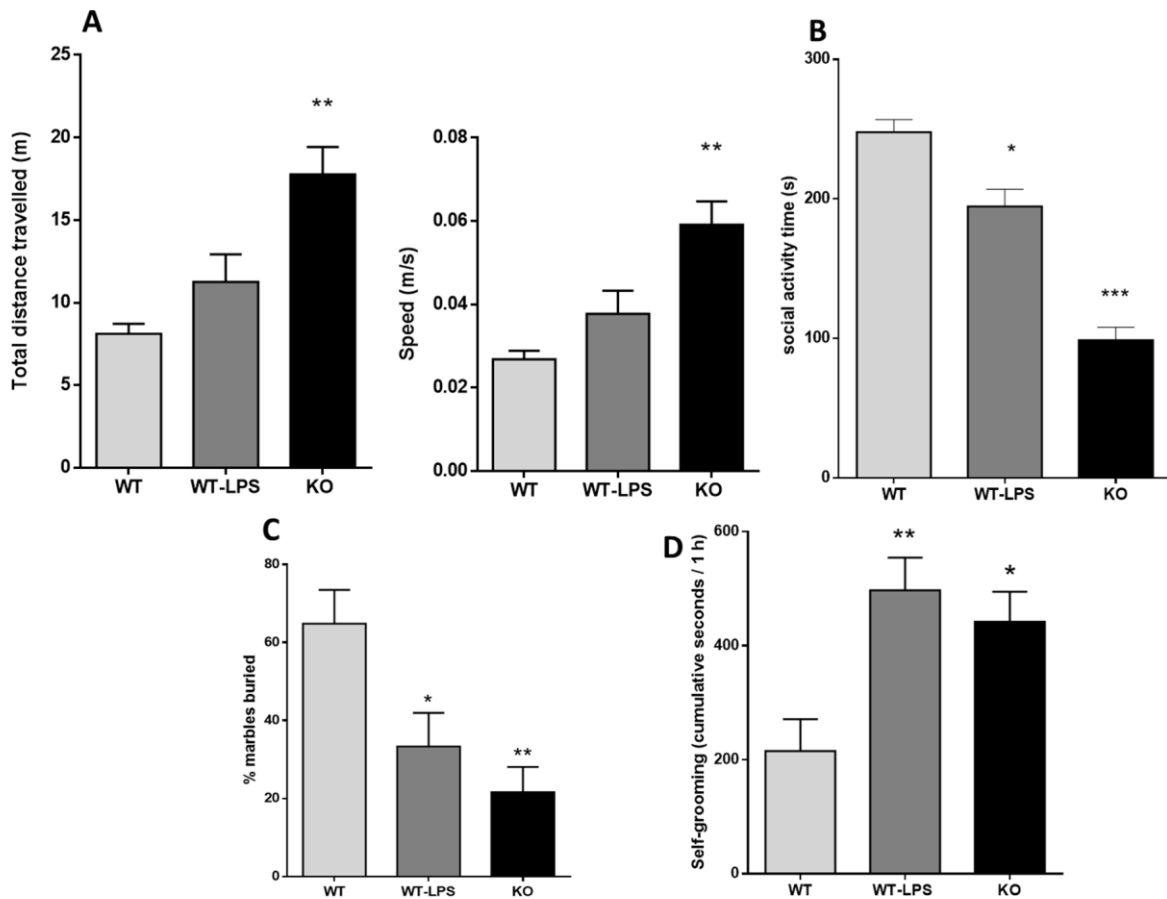 A
Total distance travelled (m)
25
20
15
10
5
0
**
WT
WT-LPS
KO
Speed (m/s)
0.08
0.06
0.04
0.02
0.00
**
WT
WT-LPS
KO
B
social activity time (s)
300
200
100
0
*
***
WT
WT-LPS
KO
C
% marbles buried
80
60
40
20
0
*
**
WT
WT-LPS
KO
D
Self-grooming (cumulative seconds / 1 h)
600
400
200
0
**
*
WT
WT-LPS
KO